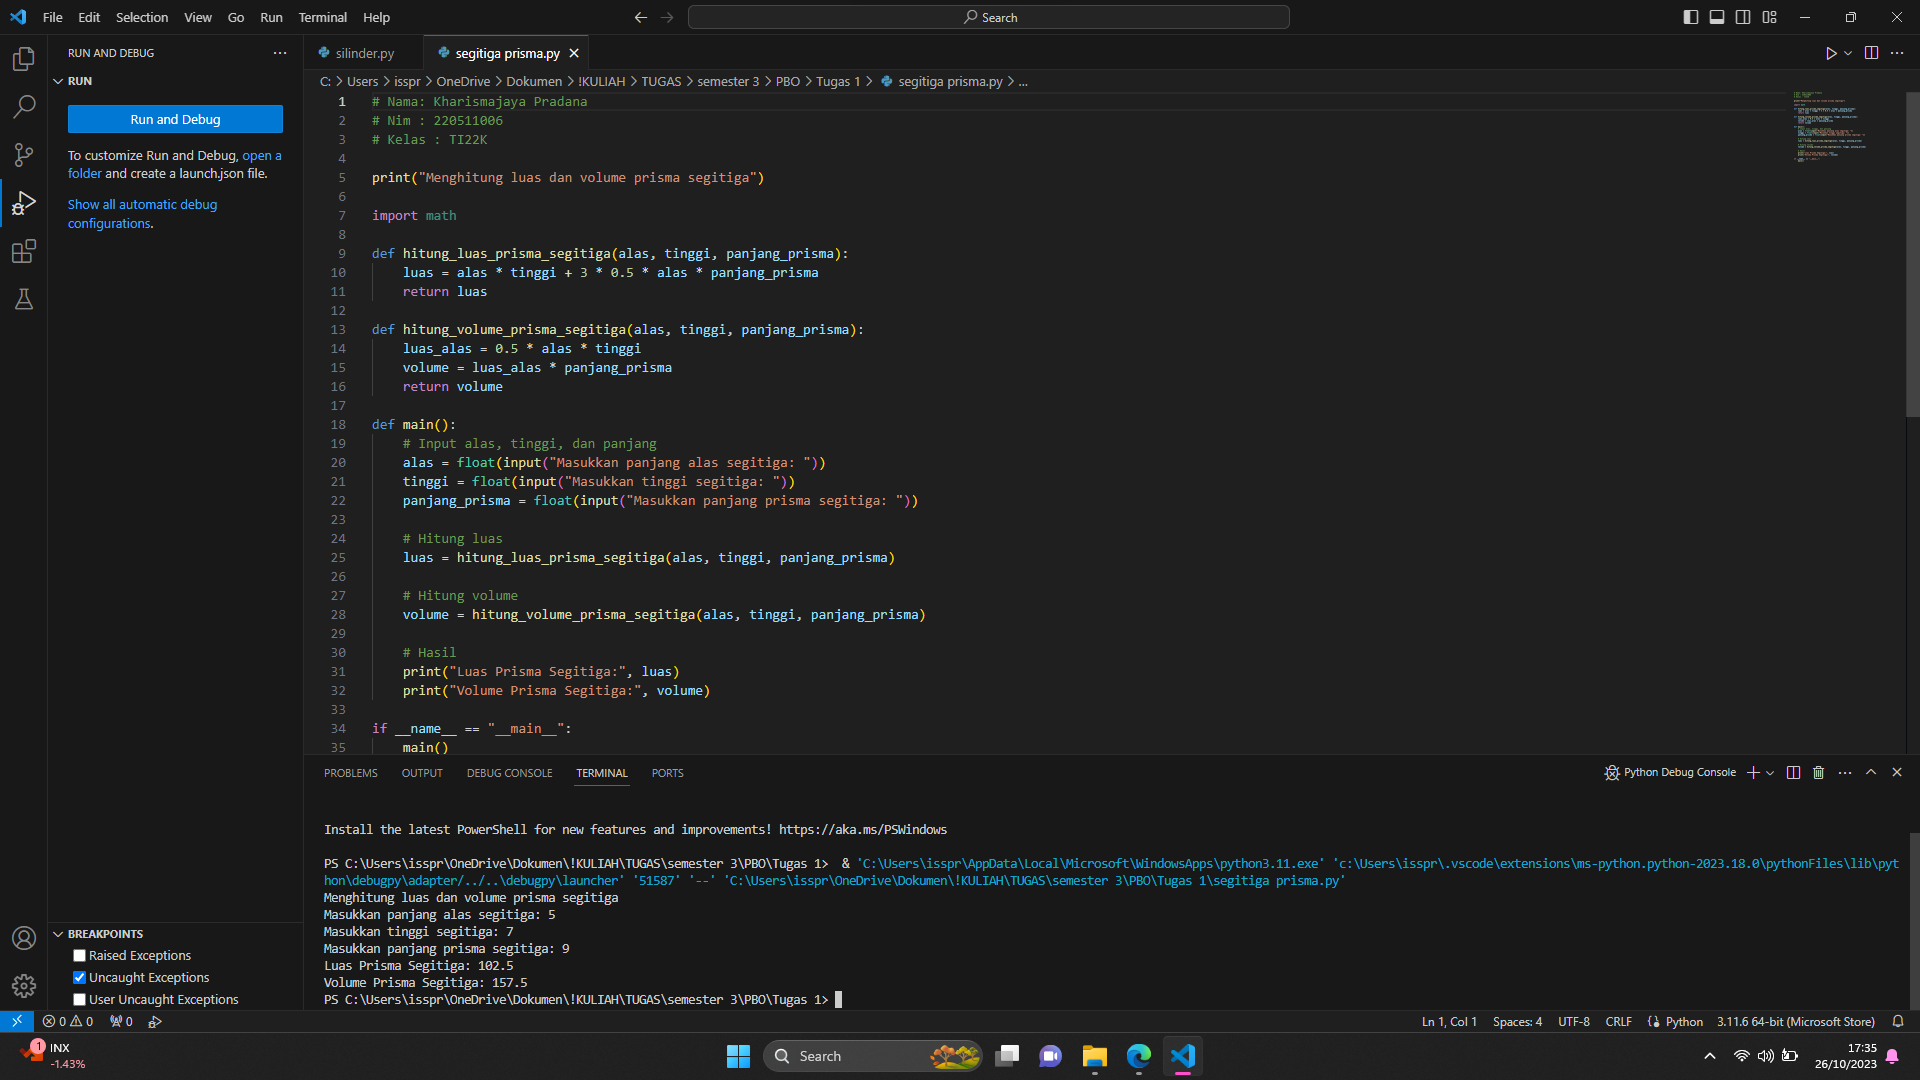 File Edit Selection View Go Run Terminal Help
Search
RUN AND DEBUG
RUN
Run and Debug
To customize Run and Debug, open a
folder and create a launch.json file.
Show all automatic debug
configurations.
BREAKPOINTS
Raised Exceptions
Uncaught Exceptions
User Uncaught Exceptions
silinder.py
segitiga prisma.py
C: > Users > isspr > OneDrive > Dokumen > !KULIAH > TUGAS > semester 3 > PBO > Tugas 1 > segitiga prisma.py > ...
1 # Nama: Kharismajaya Pradana
2 # Nim : 220511006
3 # Kelas : TI22K
4
5 print("Menghitung luas dan volume prisma segitiga")
6
7 import math
8
9 def hitung_luas_prisma_segitiga(alas, tinggi, panjang_prisma):
10     luas = alas * tinggi + 3 * 0.5 * alas * panjang_prisma
11     return luas
12
13 def hitung_volume_prisma_segitiga(alas, tinggi, panjang_prisma):
14     luas_alas = 0.5 * alas * tinggi
15     volume = luas_alas * panjang_prisma
16     return volume
17
18 def main():
19     # Input alas, tinggi, dan panjang
20     alas = float(input("Masukkan panjang alas segitiga: "))
21     tinggi = float(input("Masukkan tinggi segitiga: "))
22     panjang_prisma = float(input("Masukkan panjang prisma segitiga: "))
23
24     # Hitung luas
25     luas = hitung_luas_prisma_segitiga(alas, tinggi, panjang_prisma)
26
27     # Hitung volume
28     volume = hitung_volume_prisma_segitiga(alas, tinggi, panjang_prisma)
29
30     # Hasil
31     print("Luas Prisma Segitiga:", luas)
32     print("Volume Prisma Segitiga:", volume)
33
34 if __name__ == "__main__":
35     main()
PROBLEMS OUTPUT DEBUG CONSOLE TERMINAL PORTS
Python Debug Console
Install the latest PowerShell for new features and improvements! https://aka.ms/PSWindows
PS C:\Users\isspr\OneDrive\Dokumen\!KULIAH\TUGAS\semester 3\PBO\Tugas 1>  & 'C:\Users\isspr\AppData\Local\Microsoft\WindowsApps\python3.11.exe' 'c:\Users\isspr\.vscode\extensions\ms-python.python-2023.18.0\pythonFiles\lib\pyt
hon\debugpy\adapter/../..\debugpy\launcher' '51587' '--' 'C:\Users\isspr\OneDrive\Dokumen\!KULIAH\TUGAS\semester 3\PBO\Tugas 1\segitiga prisma.py'
Menghitung luas dan volume prisma segitiga
Masukkan panjang alas segitiga: 5
Masukkan tinggi segitiga: 7
Masukkan panjang prisma segitiga: 9
Luas Prisma Segitiga: 102.5
Volume Prisma Segitiga: 157.5
PS C:\Users\isspr\OneDrive\Dokumen\!KULIAH\TUGAS\semester 3\PBO\Tugas 1>
0 0 0
Ln 1, Col 1 Spaces: 4 UTF-8 CRLF Python 3.11.6 64-bit (Microsoft Store)
1
INX
-1.43%
Search
17:35
26/10/2023